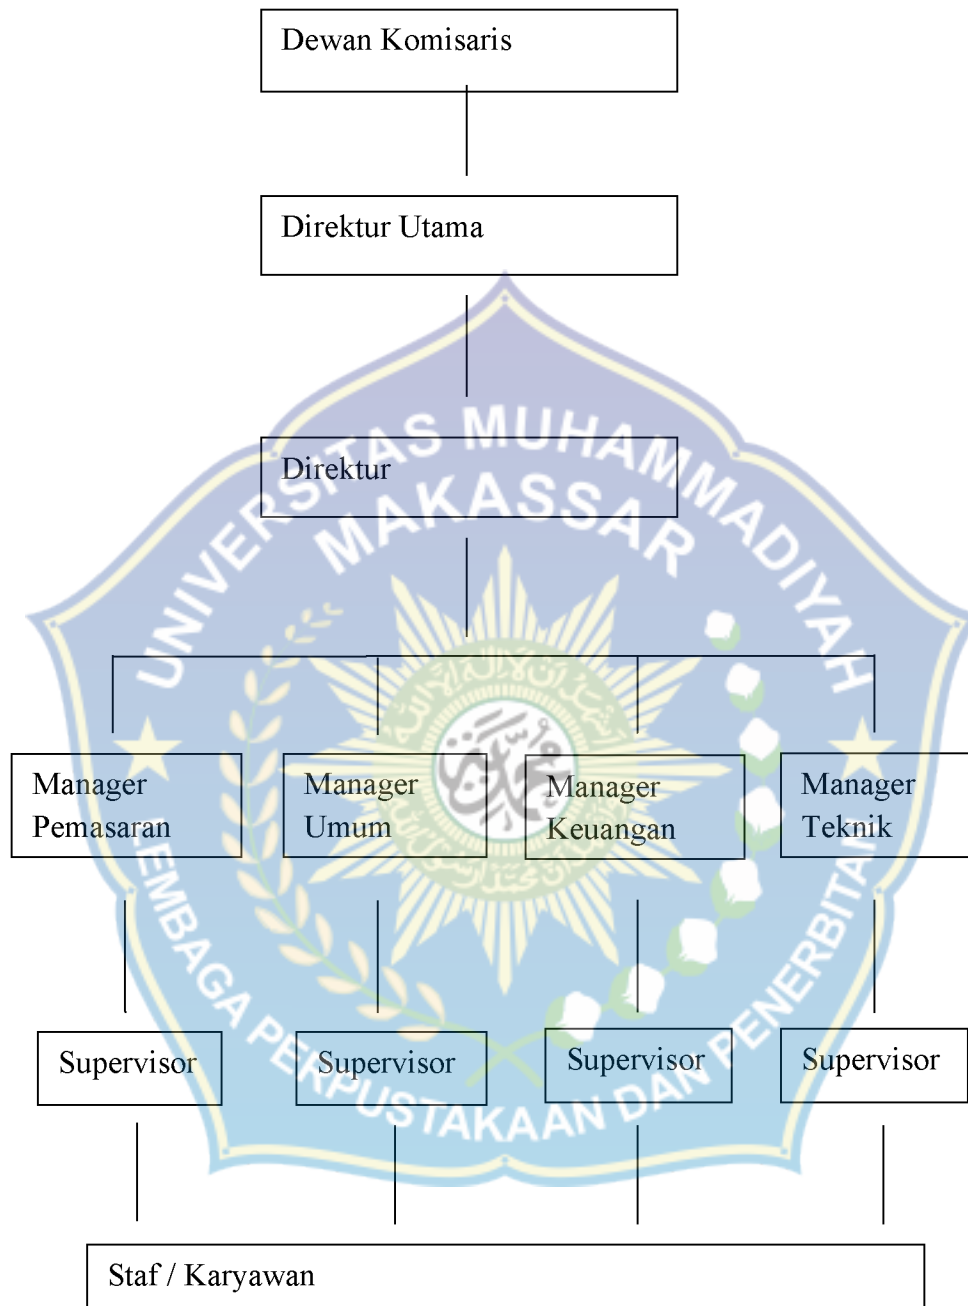 Dewan Komisaris
Direktur Utama
UNIVERSITAS MUHAMMADIYAH
MAKASSAR
Direktur
Manager
Pemasaran
Manager
Umum
Manager
Keuangan
Manager
Teknik
LEMBAGA PERPUSTAKAAN DAN PENERBITAN
Supervisor
Supervisor
Supervisor
Supervisor
Staf / Karyawan